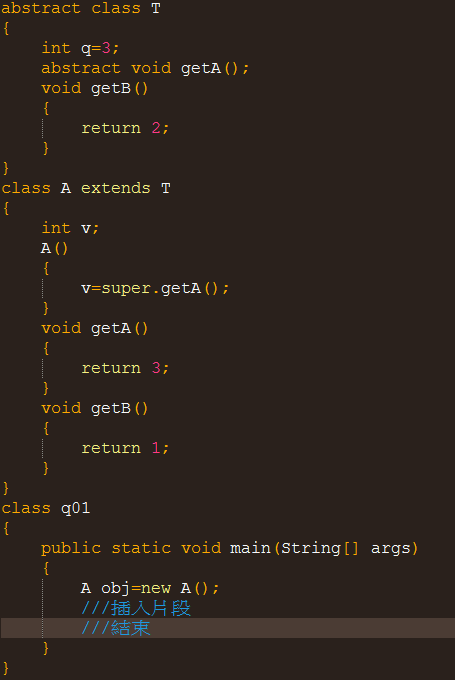 abstract class T
{
    int q=3;
    abstract void getA();
    void getB()
    {
        return 2;
    }
}
class A extends T
{
    int v;
    A()
    {
        v=super.getA();
    }
    void getA()
    {
        return 3;
    }
    void getB()
    {
        return 1;
    }
}
class q01
{
    public static void main(String[] args)
    {
        A obj=new A();
        ///插入片段
        ///結束
    }
}